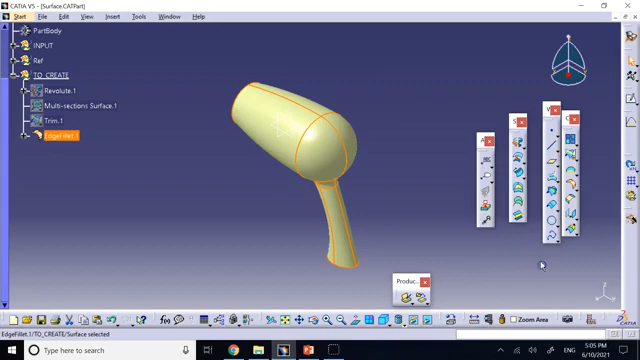 CATIA V5 - [Surface.CATPart]
Start File Edit View Insert Tools Window Help
PartBody
INPUT
Ref
TO_CREATE
Revolute.1
Multi-sections Surface.1
Trim.1
EdgeFillet.1
A
S
W
C
Produc...
f(x)
Zoom Area
CATIA
EdgeFillet.1/TO_CREATE/Surface selected
Type here to search
ENG
5:05 PM
6/10/2021